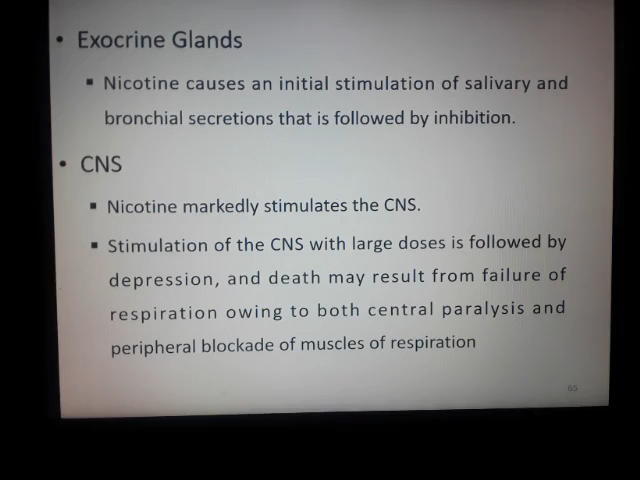 • Exocrine Glands
▪ Nicotine causes an initial stimulation of salivary and
bronchial secretions that is followed by inhibition.
• CNS
▪ Nicotine markedly stimulates the CNS.
▪ Stimulation of the CNS with large doses is followed by
depression, and death may result from failure of
respiration owing to both central paralysis and
peripheral blockade of muscles of respiration
65